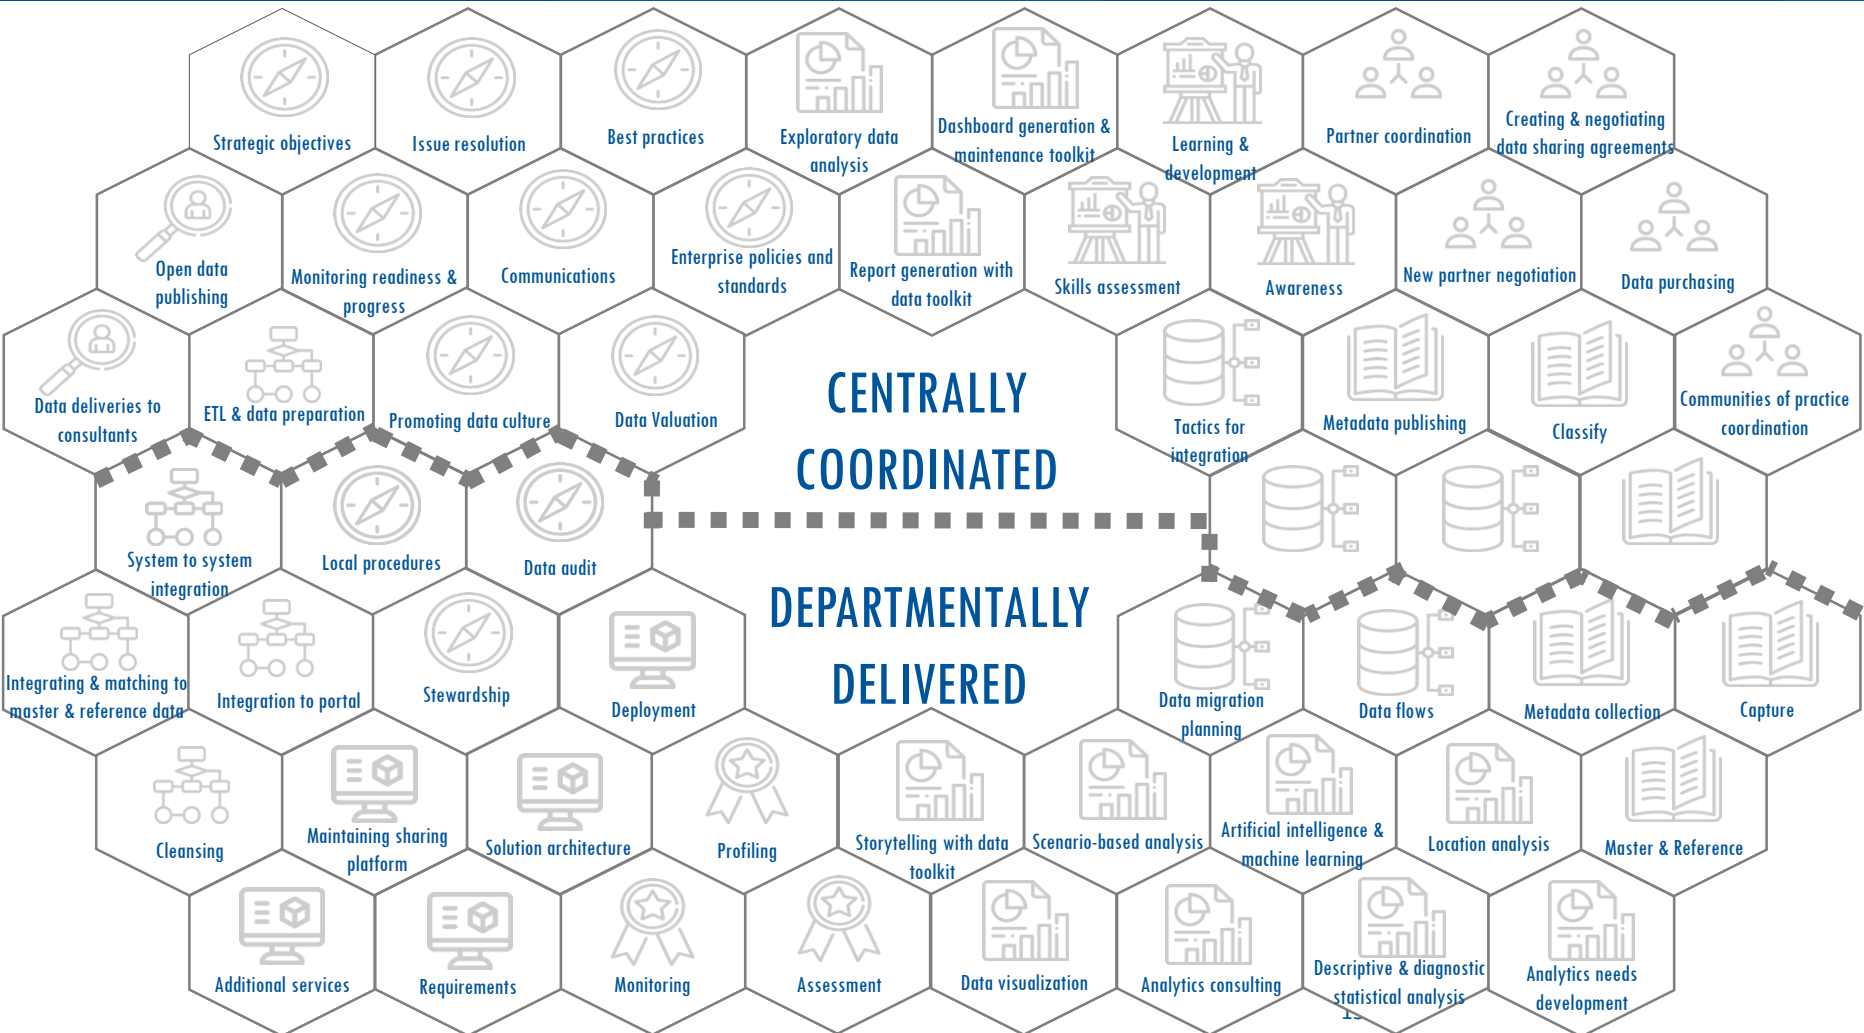 Strategic objectives
Issue resolution
Best practices
Exploratory data
analysis
Dashboard generation &
maintenance toolkit
Learning &
development
Partner coordination
Creating & negotiating
data sharing agreements
Open data
publishing
Monitoring readiness &
progress
Communications
Enterprise policies and
standards
Report generation with
data toolkit
Skills assessment
Awareness
New partner negotiation
Data purchasing
Data deliveries to
consultants
ETL & data preparation
Promoting data culture
Data Valuation
CENTRALLY
COORDINATED
Tactics for
integration
Metadata publishing
Classify
Communities of practice
coordination
System to system
integration
Local procedures
Data audit
DEPARTMENTALLY
DELIVERED
Integrating & matching to
master & reference data
Integration to portal
Stewardship
Deployment
Data migration
planning
Data flows
Metadata collection
Capture
Cleansing
Maintaining sharing
platform
Solution architecture
Profiling
Storytelling with data
toolkit
Scenario-based analysis
Artificial intelligence &
machine learning
Location analysis
Master & Reference
Additional services
Requirements
Monitoring
Assessment
Data visualization
Analytics consulting
Descriptive & diagnostic
statistical analysis
Analytics needs
development